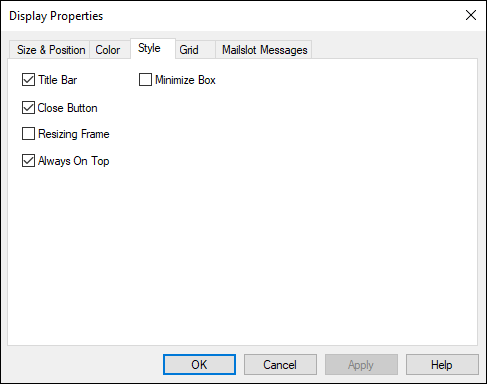 Display Properties
Size & Position Color Style Grid Mailslot Messages
Title Bar Minimize Box
Close Button
Resizing Frame
Always On Top
OK Cancel Apply Help